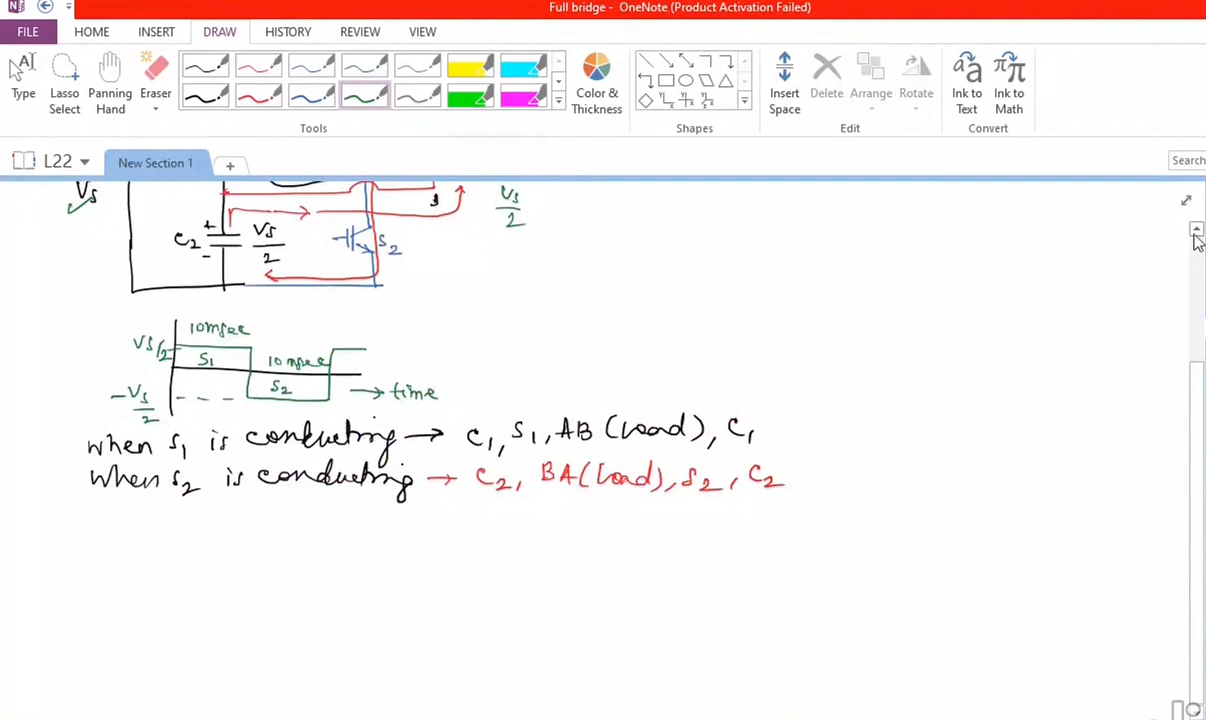 Full bridge - OneNote (Product Activation Failed)
FILE HOME INSERT DRAW HISTORY REVIEW VIEW
Type Lasso Select Panning Hand Eraser Color & Thickness Insert Space Delete Arrange Rotate Ink to Text Ink to Math
Tools Shapes Edit Convert
L22 New Section 1 + Search
Vs
Vs/2
+
C2 Vs/2 S2
-
10msec
Vs/2 S1 10msec
-Vs/2 S2 → time
when s1 is conducting → C1, S1, AB (Load), C1
When s2 is conducting → C2, BA (Load), S2, C2